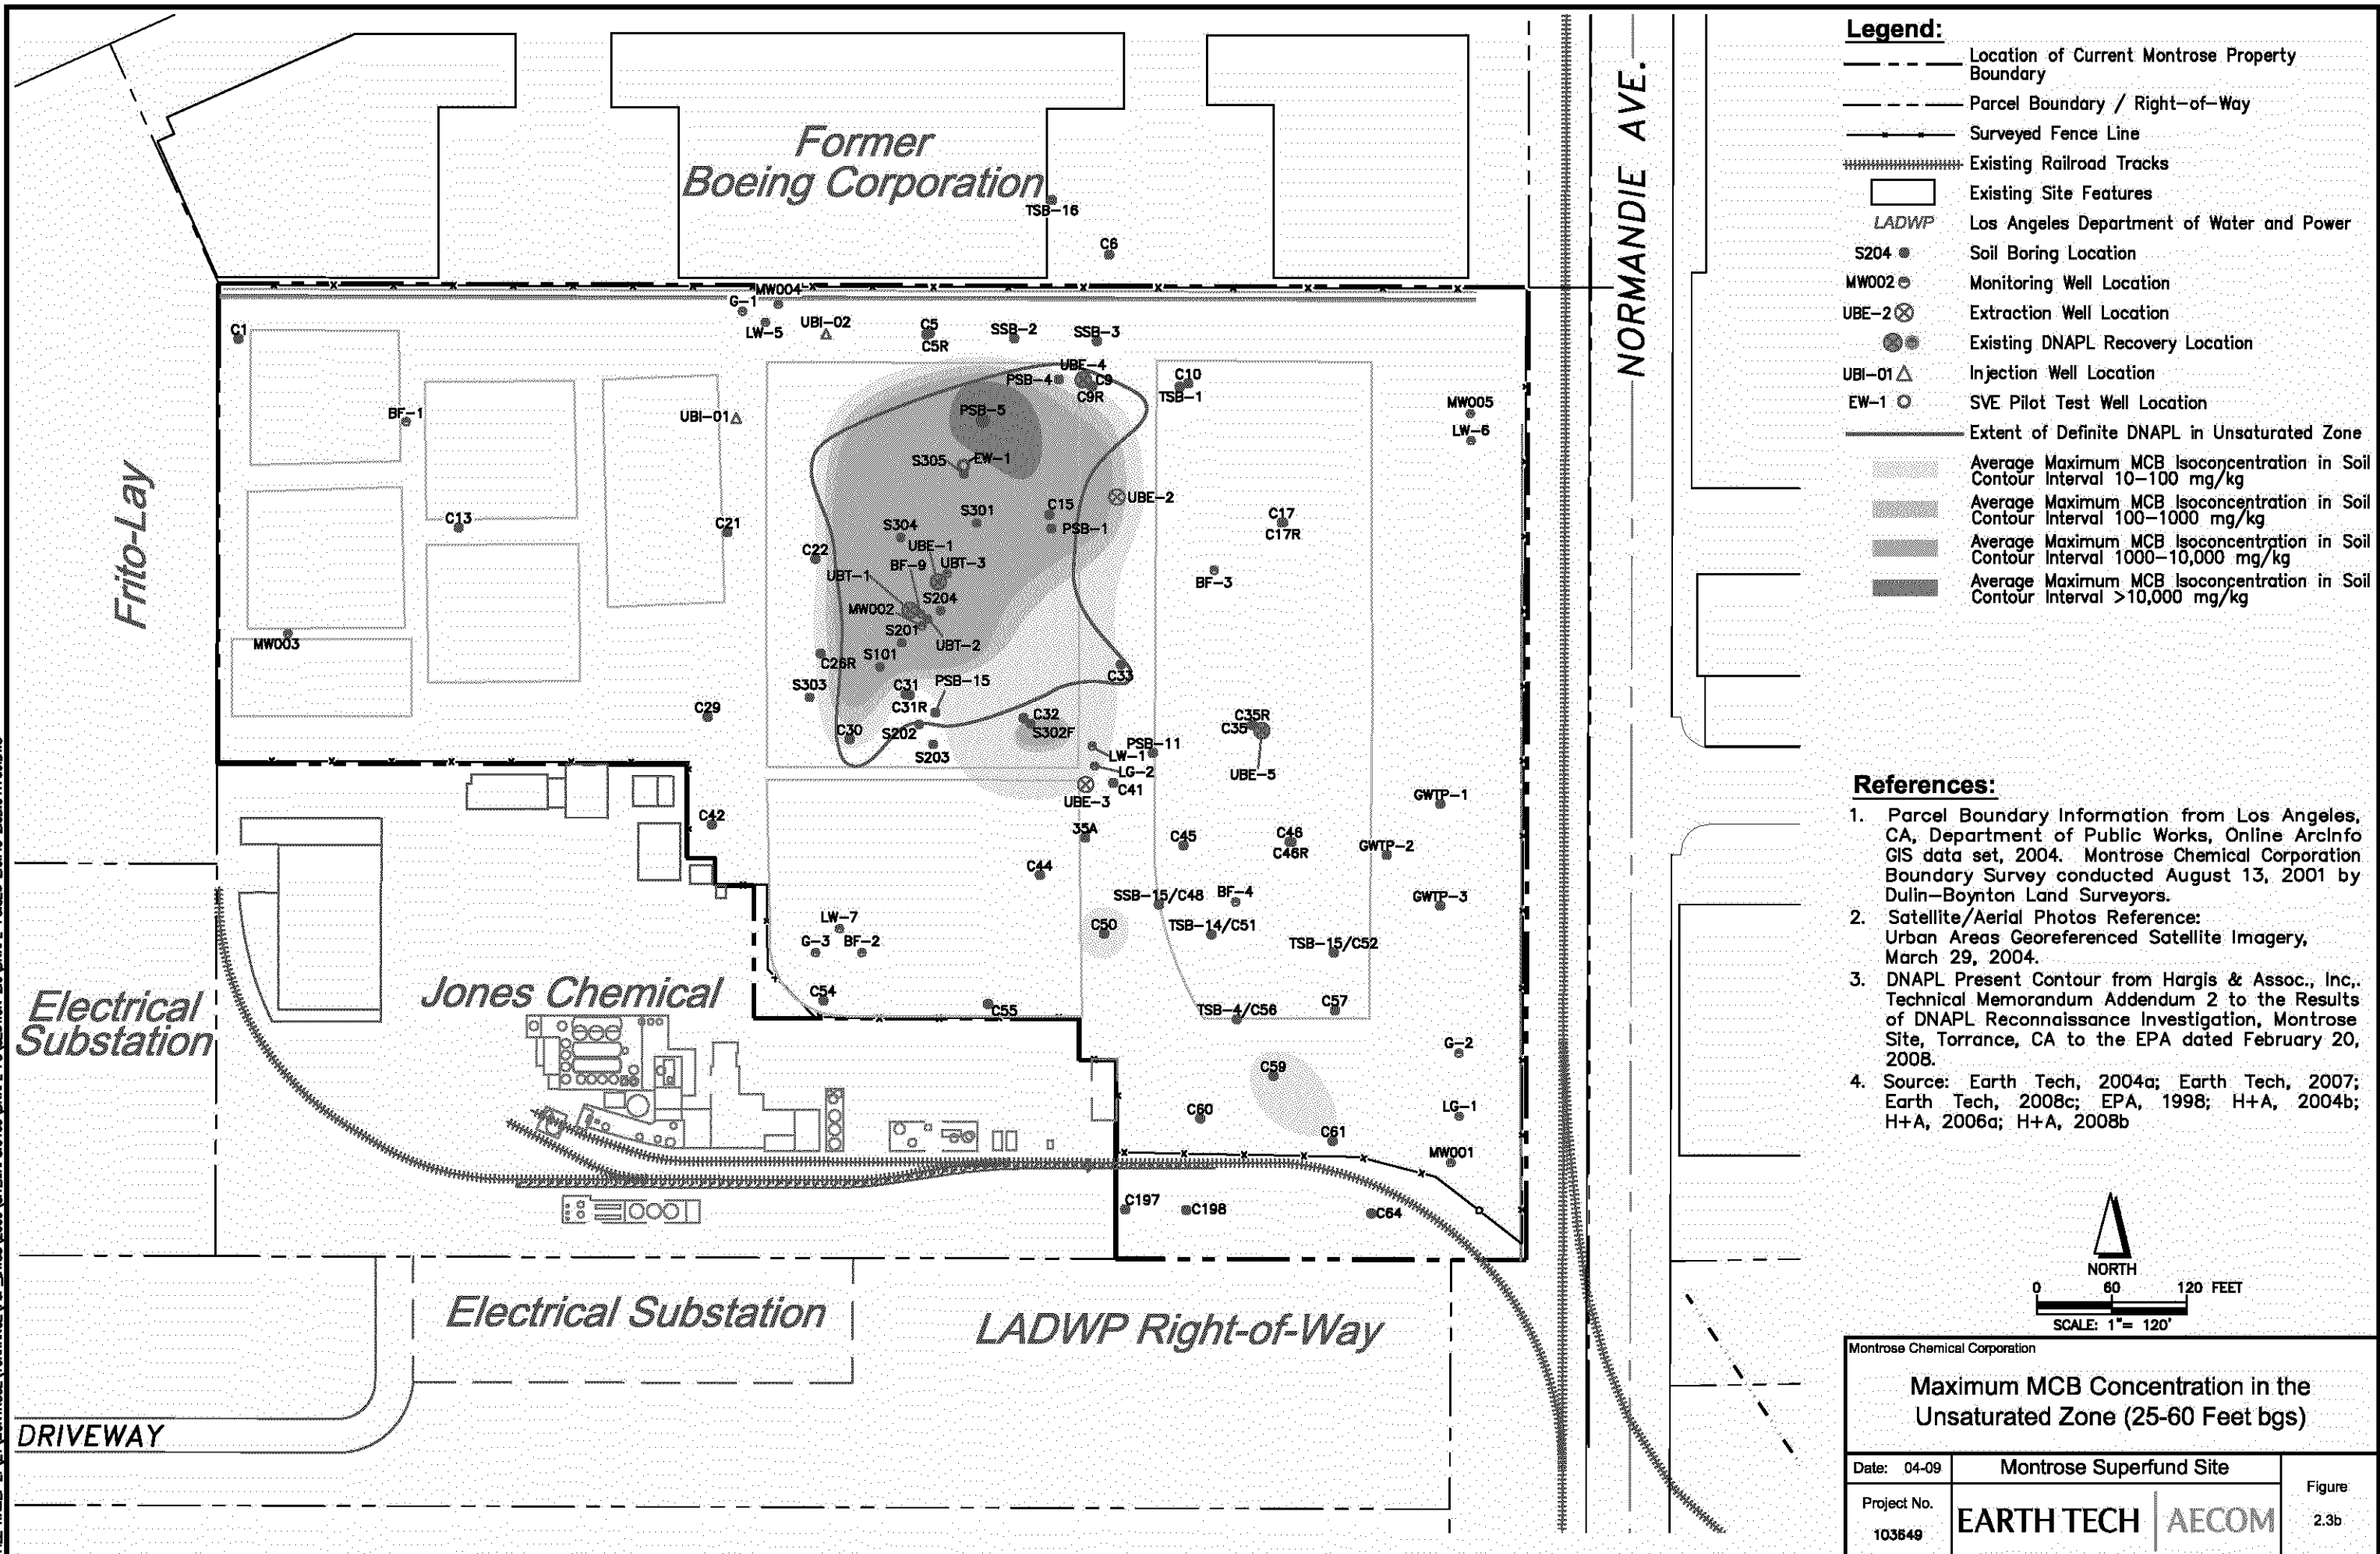 Former
Boeing Corporation
TSB-16
C6
NORMANDIE AVE.
MW004
G-1
LW-5
UBI-02
C5
C5R
SSB-2
SSB-3
C1
UBE-4
PSB-4
C9
C9R
C10
TSB-1
BF-1
UBI-01
PSB-5
MW005
LW-6
S305
EW-1
UBE-2
Frito-Lay
C13
C21
S304
S301
C15
PSB-1
C17
C17R
C22
UBE-1
BF-9
UBT-3
UBT-1
BF-3
MW002
S204
S201
UBT-2
MW003
C26R
S101
C33
S303
C31
C31R
PSB-15
C29
C30
S202
S203
C32
S302F
C35R
C35
PSB-11
LW-1
LG-2
C41
UBE-3
UBE-5
GWTP-1
C42
35A
C45
C46
C46R
GWTP-2
C44
SSB-15/C48
BF-4
GWTP-3
LW-7
G-3
BF-2
C50
TSB-14/C51
TSB-15/C52
Jones Chemical
C54
C55
TSB-4/C56
C57
Electrical
Substation
G-2
C59
C60
LG-1
C61
MW001
C197
C198
C64
Electrical Substation
LADWP Right-of-Way
DRIVEWAY
Legend:
Location of Current Montrose Property
Boundary
Parcel Boundary / Right-of-Way
Surveyed Fence Line
Existing Railroad Tracks
Existing Site Features
LADWP Los Angeles Department of Water and Power
S204 Soil Boring Location
MW002 Monitoring Well Location
UBE-2 Extraction Well Location
Existing DNAPL Recovery Location
UBI-01 Injection Well Location
EW-1 SVE Pilot Test Well Location
Extent of Definite DNAPL in Unsaturated Zone
Average Maximum MCB Isoconcentration in Soil
Contour Interval 10-100 mg/kg
Average Maximum MCB Isoconcentration in Soil
Contour Interval 100-1000 mg/kg
Average Maximum MCB Isoconcentration in Soil
Contour Interval 1000-10,000 mg/kg
Average Maximum MCB Isoconcentration in Soil
Contour Interval >10,000 mg/kg
References:
1. Parcel Boundary Information from Los Angeles,
CA, Department of Public Works, Online ArcInfo
GIS data set, 2004. Montrose Chemical Corporation
Boundary Survey conducted August 13, 2001 by
Dulin-Boynton Land Surveyors.
2. Satellite/Aerial Photos Reference:
Urban Areas Georeferenced Satellite Imagery,
March 29, 2004.
3. DNAPL Present Contour from Hargis & Assoc., Inc,.
Technical Memorandum Addendum 2 to the Results
of DNAPL Reconnaissance Investigation, Montrose
Site, Torrance, CA to the EPA dated February 20,
2008.
4. Source: Earth Tech, 2004a; Earth Tech, 2007;
Earth Tech, 2008c; EPA, 1998; H+A, 2004b;
H+A, 2006a; H+A, 2008b
NORTH
0 60 120 FEET
SCALE: 1"= 120'
Montrose Chemical Corporation
Maximum MCB Concentration in the
Unsaturated Zone (25-60 Feet bgs)
Date: 04-09
Montrose Superfund Site
Project No.
103649
EARTH TECH | AECOM
Figure
2.3b